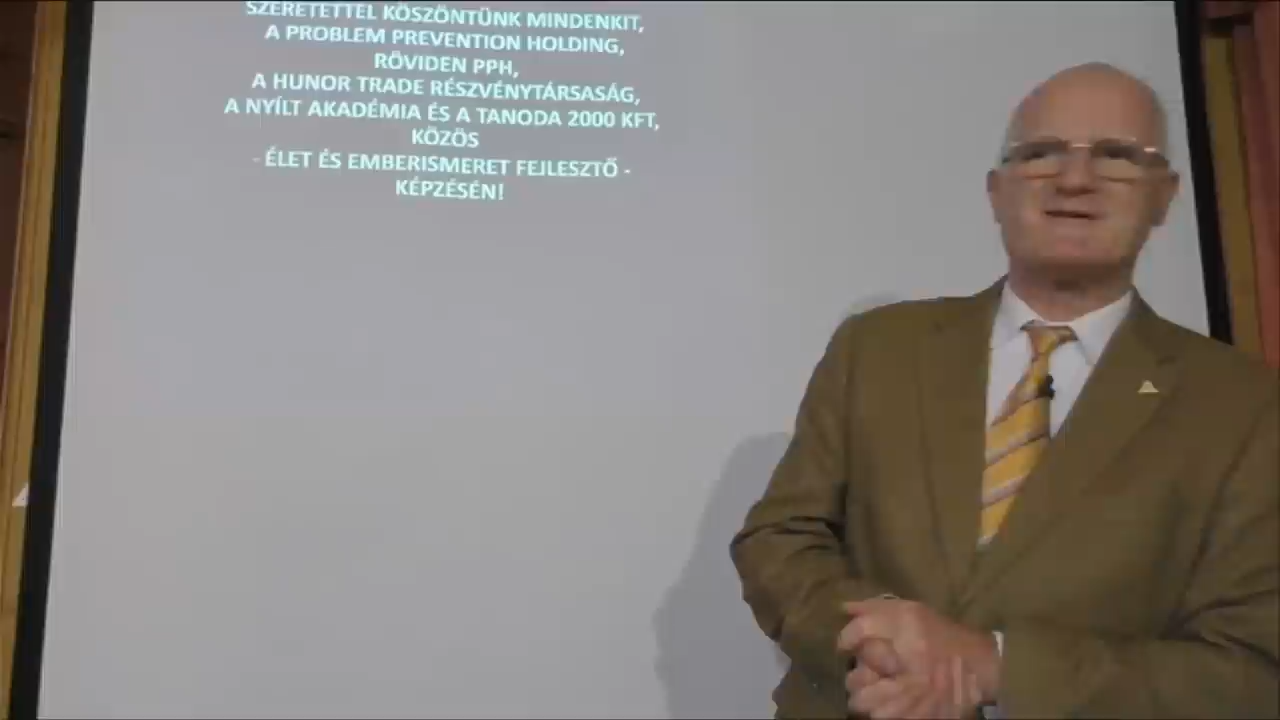 SZERETETTEL KÖSZÖNTÜNK MINDENKIT,
A PROBLEM PREVENTION HOLDING,
RÖVIDEN PPH,
A HUNOR TRADE RÉSZVÉNYTÁRSASÁG,
A NYÍLT AKADÉMIA ÉS A TANODA 2000 KFT,
KÖZÖS
- ÉLET ÉS EMBERISMERET FEJLESZTŐ -
KÉPZÉSÉN!